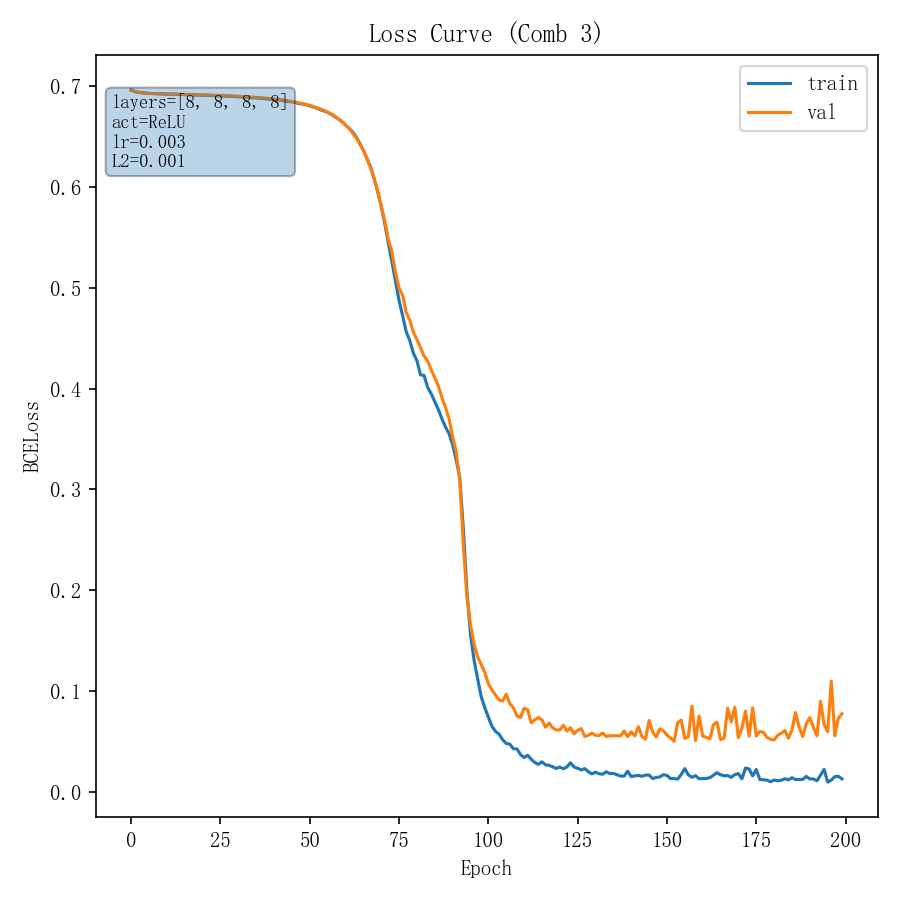 Loss Curve (Comb 3)
train
val
layers=[8, 8, 8, 8]
act=ReLU
lr=0.003
L2=0.001
0.7
0.6
0.5
0.4
0.3
0.2
0.1
0.0
BCELoss
0 25 50 75 100 125 150 175 200
Epoch